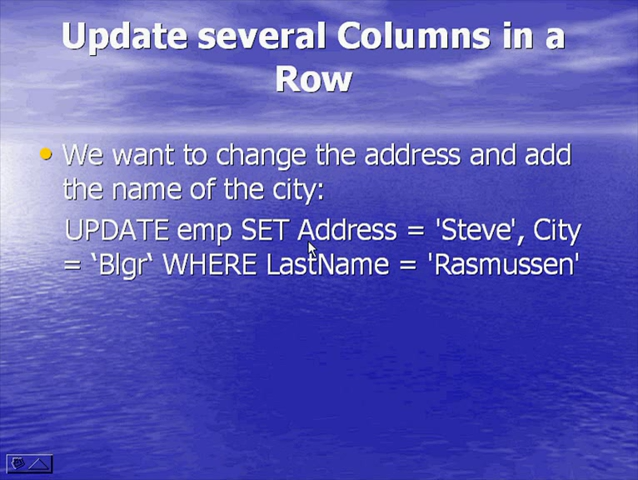 Update several Columns in a
Row
• We want to change the address and add
the name of the city:
UPDATE emp SET Address = 'Steve', City
= ‘Blgr‘ WHERE LastName = 'Rasmussen'